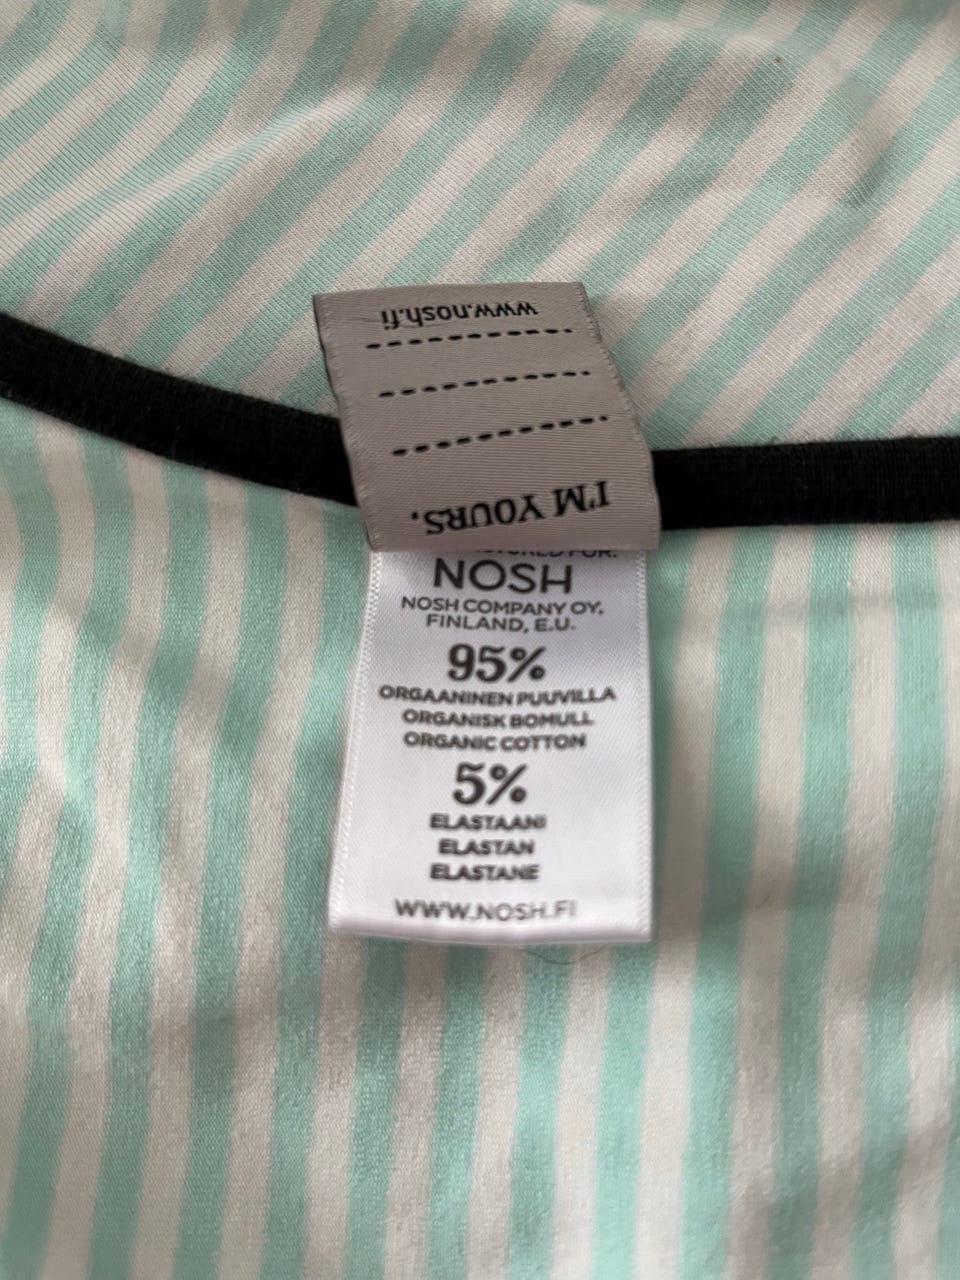 www.nosh.fi
I'M YOURS.
FOR:
NOSH
NOSH COMPANY OY,
FINLAND, E.U.
95%
ORGAANINEN PUUVILLA
ORGANISK BOMULL
ORGANIC COTTON
5%
ELASTAANI
ELASTAN
ELASTANE
WWW.NOSH.FI